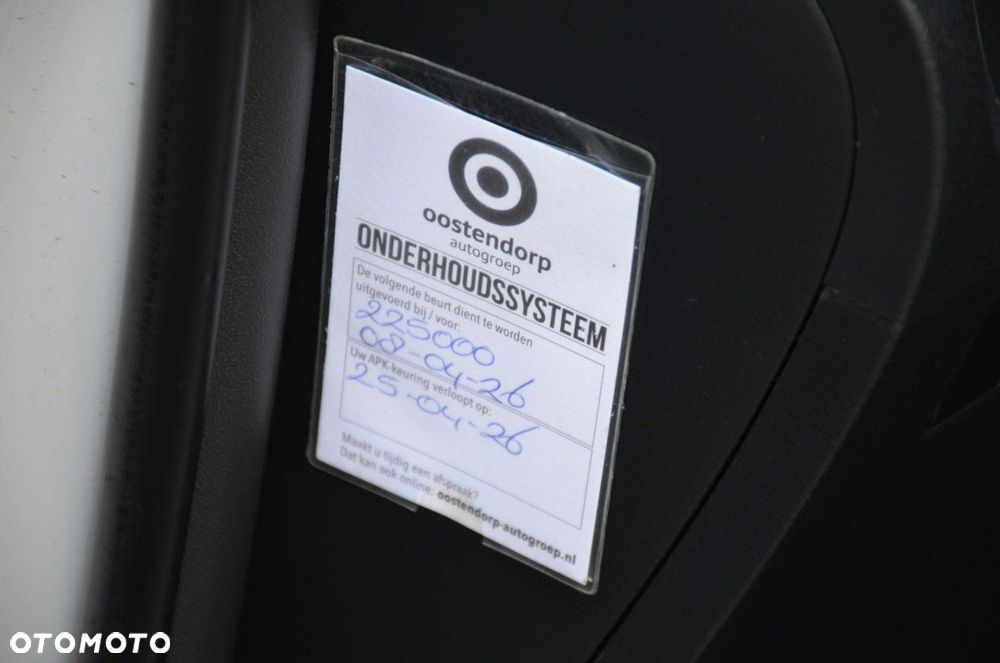 oostendorp
autogroep
ONDERHOUDSSYSTEEM
De volgende beurt dient te worden
uitgevoerd bij / voor:
225000
08-04-26
Uw APK-keuring verloopt op:
25-04-26
Maakt u tijdig een afspraak?
Dat kan ook online: oostendorp-autogroep.nl
OTOMOTO